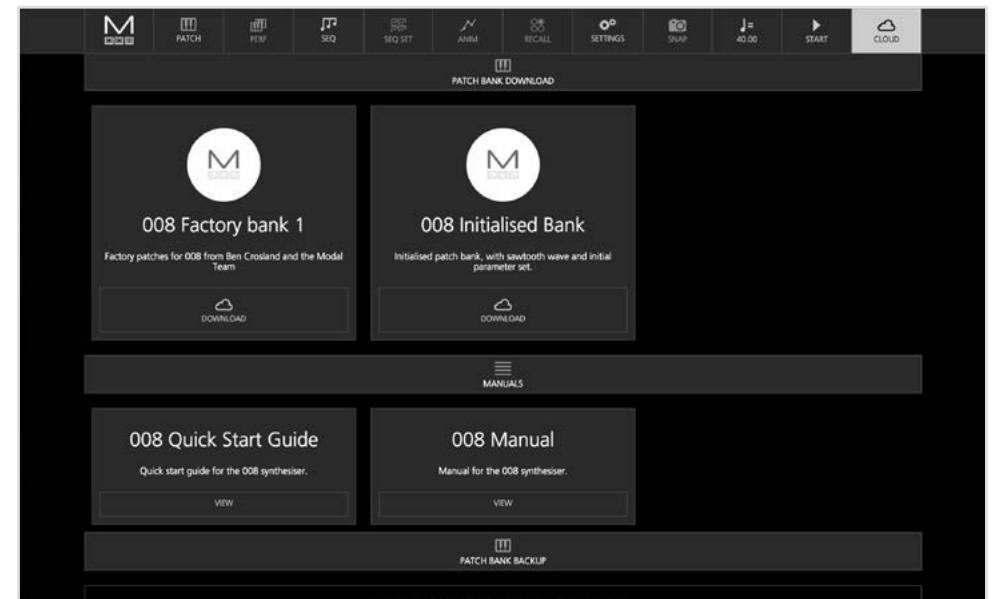 M
PATCH
PERF
SEQ
SEQ SET
ANIM
RECALL
SETTINGS
SNAP
=
40.00
START
CLOUD
PATCH BANK DOWNLOAD
M
008 Factory bank 1
Factory patches for 008 from Ben Crosland and the Modal
Team
DOWNLOAD
M
008 Initialised Bank
Initialised patch bank, with sawtooth wave and initial
parameter set.
DOWNLOAD
MANUALS
008 Quick Start Guide
Quick start guide for the 008 synthesiser.
VIEW
008 Manual
Manual for the 008 synthesiser.
VIEW
PATCH BANK BACKUP